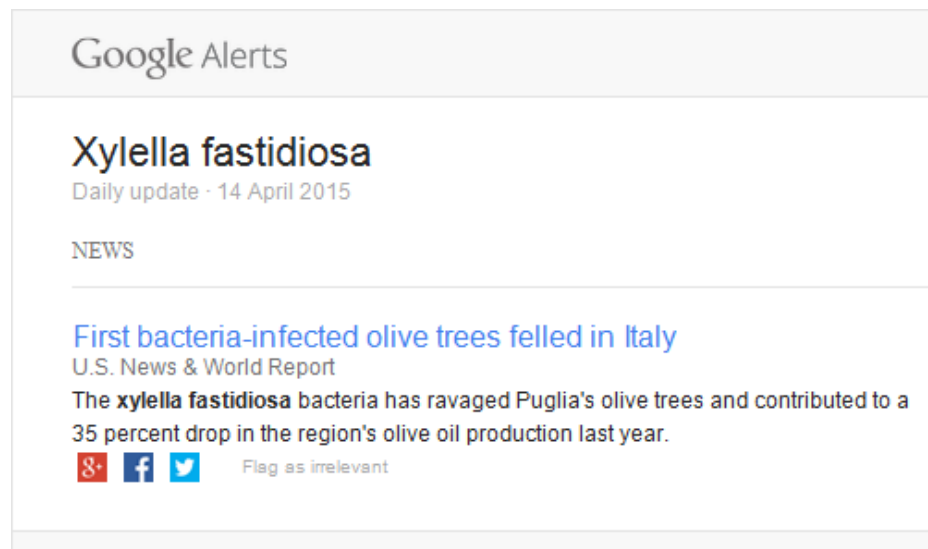 Google Alerts
Xylella fastidiosa
Daily update · 14 April 2015
NEWS
First bacteria-infected olive trees felled in Italy
U.S. News & World Report
The xylella fastidiosa bacteria has ravaged Puglia's olive trees and contributed to a
35 percent drop in the region's olive oil production last year.
8+ f Flag as irrelevant